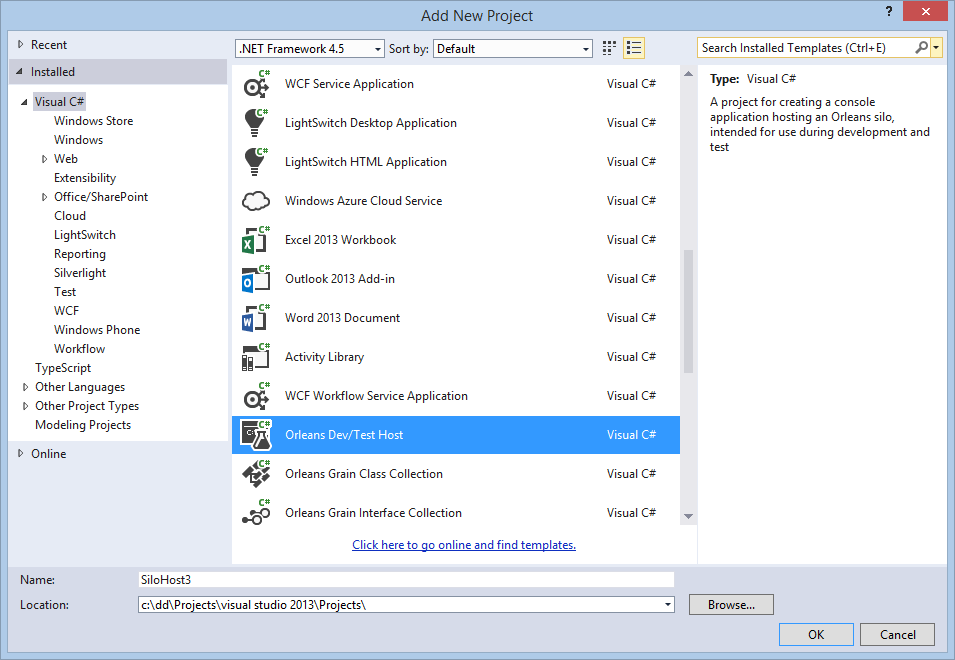 Add New Project
?
Recent
Installed
Visual C#
Windows Store
Windows
Web
Extensibility
Office/SharePoint
Cloud
LightSwitch
Reporting
Silverlight
Test
WCF
Windows Phone
Workflow
TypeScript
Other Languages
Other Project Types
Modeling Projects
Online
.NET Framework 4.5 Sort by: Default
C# WCF Service Application Visual C#
C# LightSwitch Desktop Application Visual C#
C# LightSwitch HTML Application Visual C#
Windows Azure Cloud Service Visual C#
C# Excel 2013 Workbook Visual C#
C# Outlook 2013 Add-in Visual C#
C# Word 2013 Document Visual C#
C# Activity Library Visual C#
C# WCF Workflow Service Application Visual C#
C# Orleans Dev/Test Host Visual C#
C# Orleans Grain Class Collection Visual C#
C# Orleans Grain Interface Collection Visual C#
Click here to go online and find templates.
Search Installed Templates (Ctrl+E)
Type: Visual C#
A project for creating a console
application hosting an Orleans silo,
intended for use during development and
test
Name: SiloHost3
Location: c:\dd\Projects\visual studio 2013\Projects\
Browse...
OK Cancel